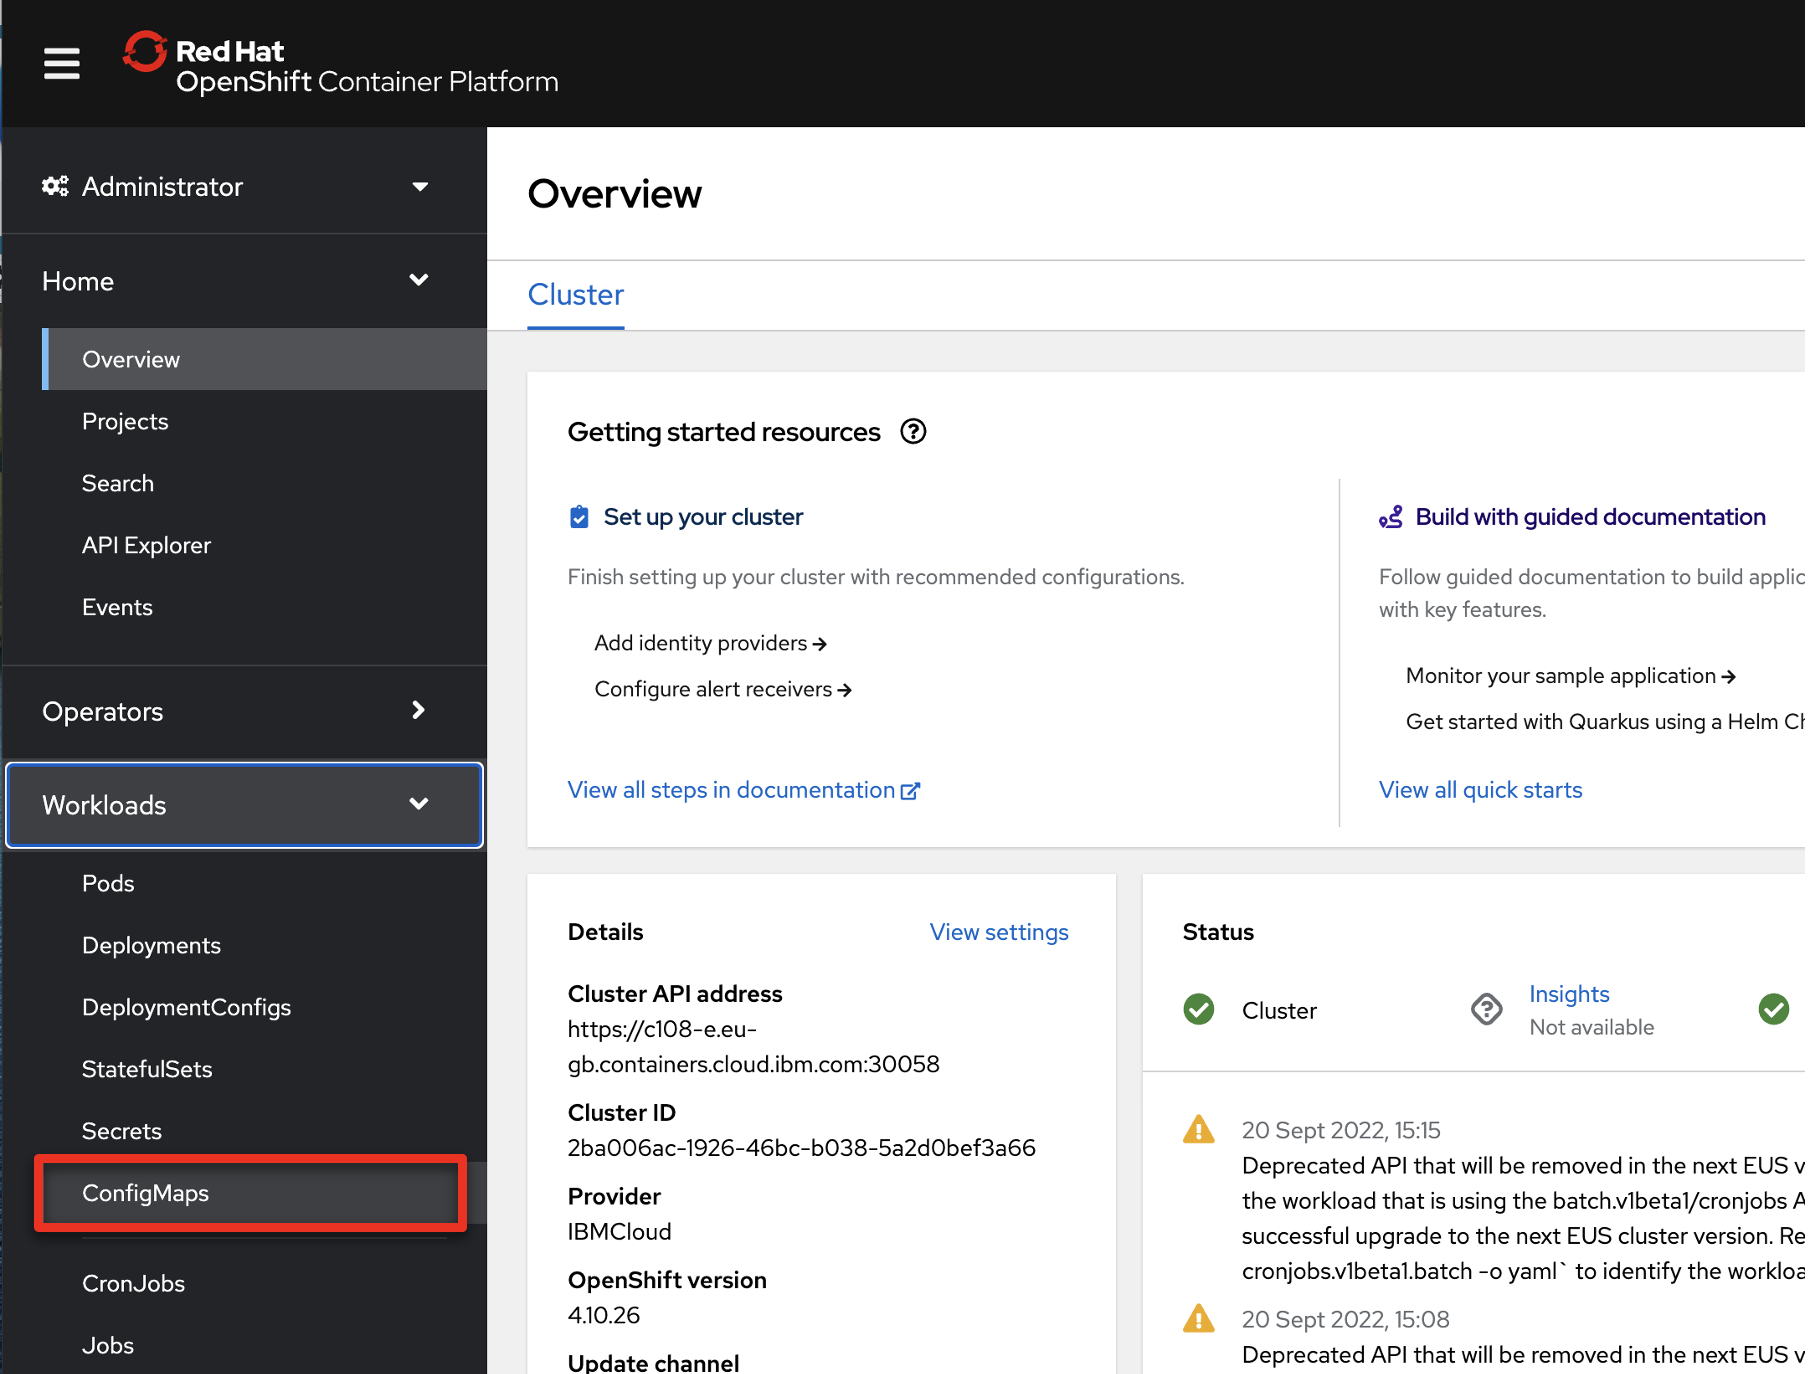 Red Hat
OpenShift Container Platform
Administrator
Home
Overview
Projects
Search
API Explorer
Events
Operators
Workloads
Pods
Deployments
DeploymentConfigs
StatefulSets
Secrets
ConfigMaps
CronJobs
Jobs
Overview
Cluster
Getting started resources
Set up your cluster
Finish setting up your cluster with recommended configurations.
Add identity providers
Configure alert receivers
View all steps in documentation
Build with guided documentation
Follow guided documentation to build
with key features.
Monitor your sample application
Get started with Quarkus using a Helm
View all quick starts
Details
View settings
Cluster API address
https://c108-e.eu-
gb.containers.cloud.ibm.com:30058
Cluster ID
2ba006ac-1926-46bc-b038-5a2d0bef3a66
Provider
IBMCloud
OpenShift version
4.10.26
Update channel
Status
Cluster
Insights
Not available
20 Sept 2022, 15:15
Deprecated API that will be removed in the next EUS
the workload that is using the batch.v1beta1/cronjobs
successful upgrade to the next EUS cluster version.
cronjobs.v1beta1.batch -o yaml` to identify the
20 Sept 2022, 15:08
Deprecated API that will be removed in the next EUS